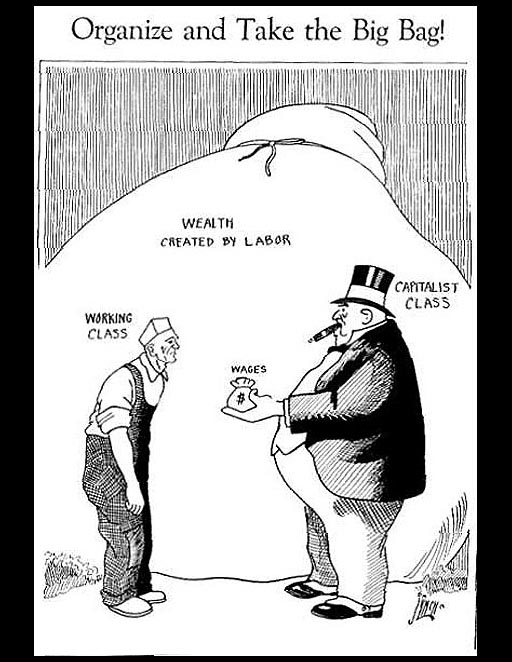 Organize and Take the Big Bag!
WEALTH
CREATED BY LABOR
CAPITALIST
CLASS
WORKING
CLASS
WAGES
$